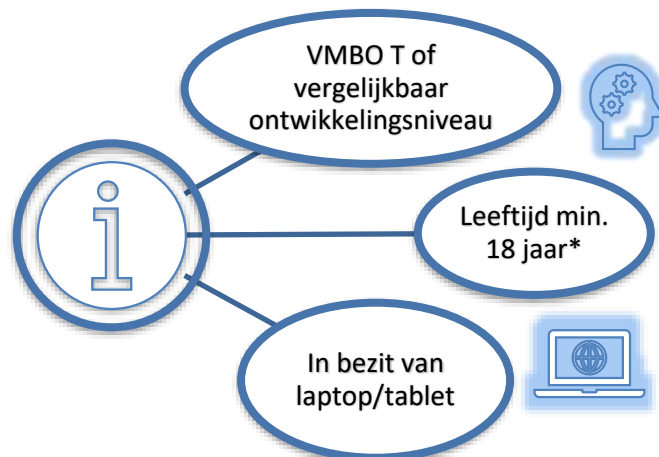 VMBO T of
vergelijkbaar
ontwikkelingsniveau
Leeftijd min.
18 jaar*
In bezit van
laptop/tablet